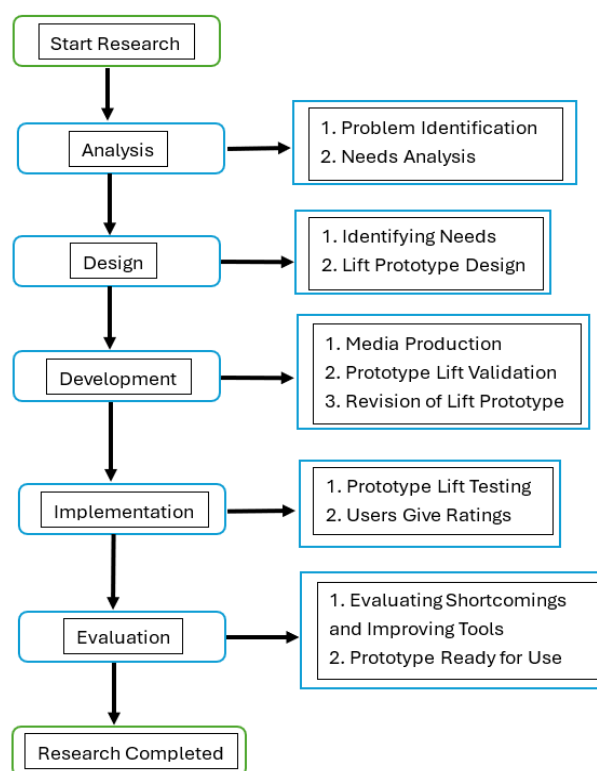 Start Research
Analysis
1. Problem Identification
2. Needs Analysis
Design
1. Identifying Needs
2. Lift Prototype Design
Development
1. Media Production
2. Prototype Lift Validation
3. Revision of Lift Prototype
Implementation
1. Prototype Lift Testing
2. Users Give Ratings
Evaluation
1. Evaluating Shortcomings
and Improving Tools
2. Prototype Ready for Use
Research Completed